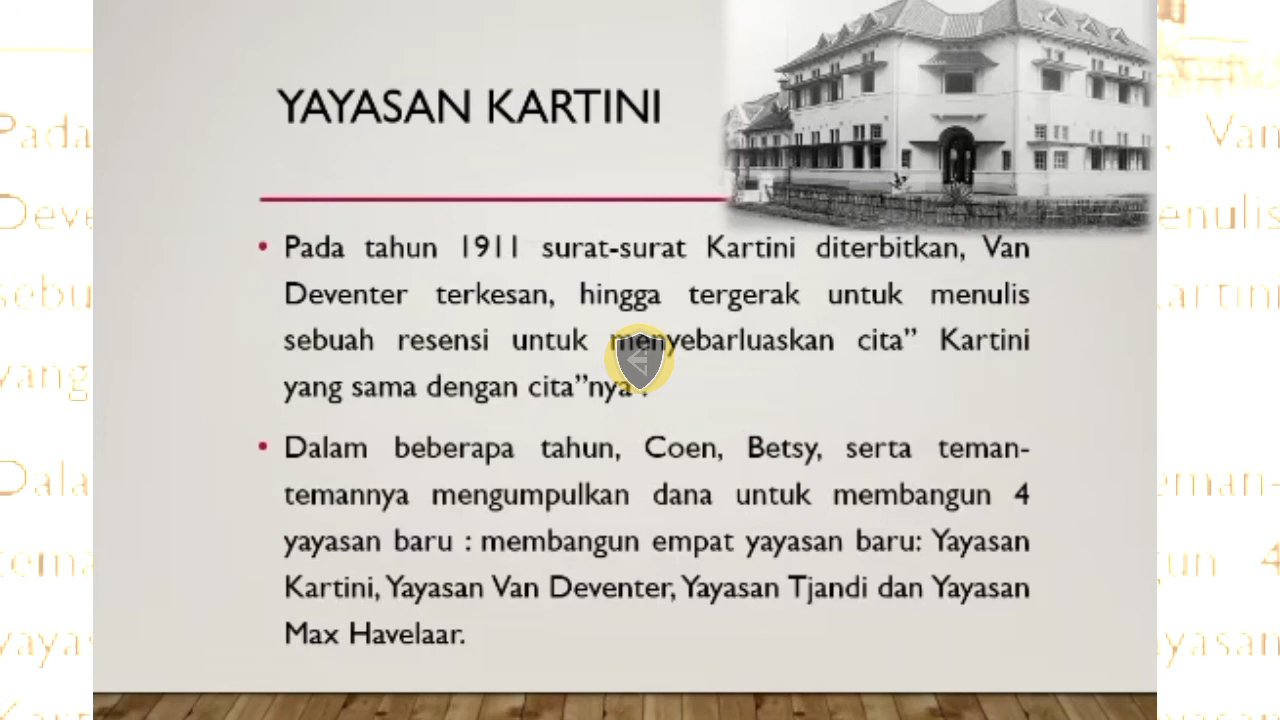 YAYASAN KARTINI
• Pada tahun 1911 surat-surat Kartini diterbitkan, Van
Deventer terkesan, hingga tergerak untuk menulis
sebuah resensi untuk menyebarluaskan cita” Kartini
yang sama dengan cita”nya .
• Dalam beberapa tahun, Coen, Betsy, serta teman-
temannya mengumpulkan dana untuk membangun 4
yayasan baru : membangun empat yayasan baru: Yayasan
Kartini, Yayasan Van Deventer, Yayasan Tjandi dan Yayasan
Max Havelaar.